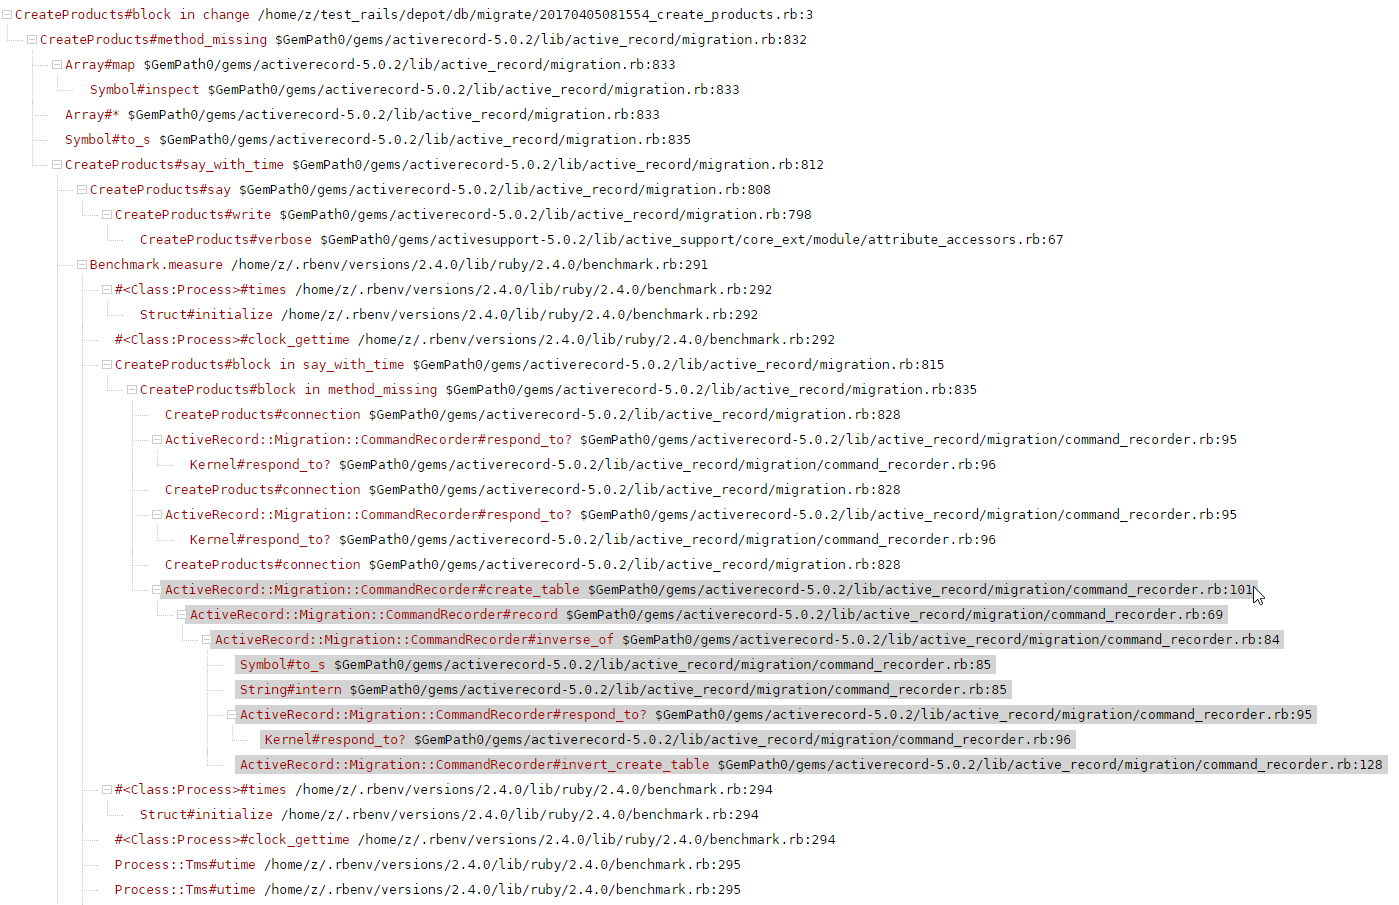 CreateProducts#block in change /home/z/test_rails/depot/db/migrate/20170405081554_create_products.rb:3
CreateProducts#method_missing $GemPath0/gems/activerecord-5.0.2/lib/active_record/migration.rb:832
Array#map $GemPath0/gems/activerecord-5.0.2/lib/active_record/migration.rb:833
Symbol#inspect $GemPath0/gems/activerecord-5.0.2/lib/active_record/migration.rb:833
Array#* $GemPath0/gems/activerecord-5.0.2/lib/active_record/migration.rb:833
Symbol#to_s $GemPath0/gems/activerecord-5.0.2/lib/active_record/migration.rb:835
CreateProducts#say_with_time $GemPath0/gems/activerecord-5.0.2/lib/active_record/migration.rb:812
CreateProducts#say $GemPath0/gems/activerecord-5.0.2/lib/active_record/migration.rb:808
CreateProducts#write $GemPath0/gems/activerecord-5.0.2/lib/active_record/migration.rb:798
CreateProducts#verbose $GemPath0/gems/activesupport-5.0.2/lib/active_support/core_ext/module/attribute_accessors.rb:67
Benchmark.measure /home/z/.rbenv/versions/2.4.0/lib/ruby/2.4.0/benchmark.rb:291
#<Class:Process>#times /home/z/.rbenv/versions/2.4.0/lib/ruby/2.4.0/benchmark.rb:292
Struct#initialize /home/z/.rbenv/versions/2.4.0/lib/ruby/2.4.0/benchmark.rb:292
#<Class:Process>#clock_gettime /home/z/.rbenv/versions/2.4.0/lib/ruby/2.4.0/benchmark.rb:292
CreateProducts#block in say_with_time $GemPath0/gems/activerecord-5.0.2/lib/active_record/migration.rb:815
CreateProducts#block in method_missing $GemPath0/gems/activerecord-5.0.2/lib/active_record/migration.rb:835
CreateProducts#connection $GemPath0/gems/activerecord-5.0.2/lib/active_record/migration.rb:828
ActiveRecord::Migration::CommandRecorder#respond_to? $GemPath0/gems/activerecord-5.0.2/lib/active_record/migration/command_recorder.rb:95
Kernel#respond_to? $GemPath0/gems/activerecord-5.0.2/lib/active_record/migration/command_recorder.rb:96
CreateProducts#connection $GemPath0/gems/activerecord-5.0.2/lib/active_record/migration.rb:828
ActiveRecord::Migration::CommandRecorder#respond_to? $GemPath0/gems/activerecord-5.0.2/lib/active_record/migration/command_recorder.rb:95
Kernel#respond_to? $GemPath0/gems/activerecord-5.0.2/lib/active_record/migration/command_recorder.rb:96
CreateProducts#connection $GemPath0/gems/activerecord-5.0.2/lib/active_record/migration.rb:828
ActiveRecord::Migration::CommandRecorder#create_table $GemPath0/gems/activerecord-5.0.2/lib/active_record/migration/command_recorder.rb:101
ActiveRecord::Migration::CommandRecorder#record $GemPath0/gems/activerecord-5.0.2/lib/active_record/migration/command_recorder.rb:69
ActiveRecord::Migration::CommandRecorder#inverse_of $GemPath0/gems/activerecord-5.0.2/lib/active_record/migration/command_recorder.rb:84
Symbol#to_s $GemPath0/gems/activerecord-5.0.2/lib/active_record/migration/command_recorder.rb:85
String#intern $GemPath0/gems/activerecord-5.0.2/lib/active_record/migration/command_recorder.rb:85
ActiveRecord::Migration::CommandRecorder#respond_to? $GemPath0/gems/activerecord-5.0.2/lib/active_record/migration/command_recorder.rb:95
Kernel#respond_to? $GemPath0/gems/activerecord-5.0.2/lib/active_record/migration/command_recorder.rb:96
ActiveRecord::Migration::CommandRecorder#invert_create_table $GemPath0/gems/activerecord-5.0.2/lib/active_record/migration/command_recorder.rb:128
#<Class:Process>#times /home/z/.rbenv/versions/2.4.0/lib/ruby/2.4.0/benchmark.rb:294
Struct#initialize /home/z/.rbenv/versions/2.4.0/lib/ruby/2.4.0/benchmark.rb:294
#<Class:Process>#clock_gettime /home/z/.rbenv/versions/2.4.0/lib/ruby/2.4.0/benchmark.rb:294
Process::Tms#utime /home/z/.rbenv/versions/2.4.0/lib/ruby/2.4.0/benchmark.rb:295
Process::Tms#utime /home/z/.rbenv/versions/2.4.0/lib/ruby/2.4.0/benchmark.rb:295